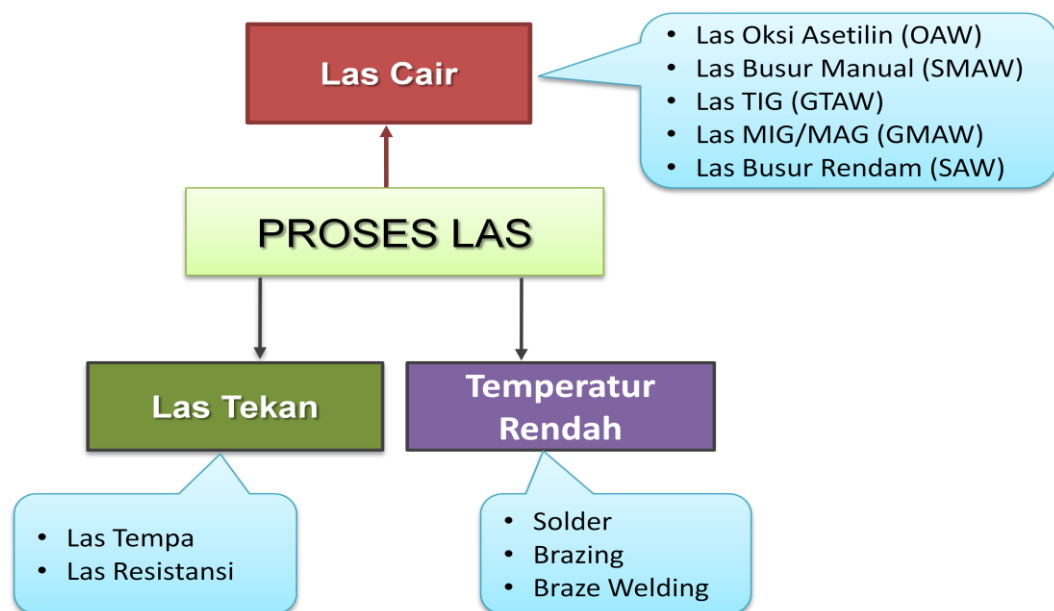 Las Cair
• Las Oksi Asetilin (OAW)
• Las Busur Manual (SMAW)
• Las TIG (GTAW)
• Las MIG/MAG (GMAW)
• Las Busur Rendam (SAW)
PROSES LAS
Las Tekan
Temperatur
Rendah
• Las Tempa
• Las Resistansi
• Solder
• Brazing
• Braze Welding